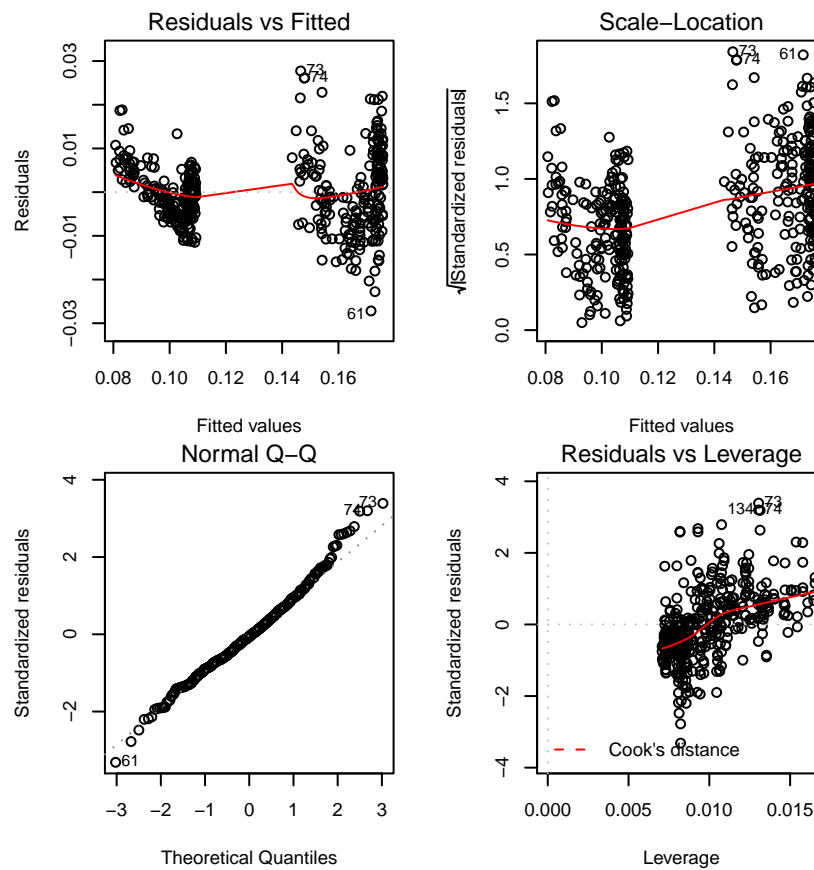 Residuals vs Fitted
Residuals
0.03
0.01
−0.01
−0.03
73
74
61
0.08 0.10 0.12 0.14 0.16
Fitted values
Scale−Location
√|Standardized residuals|
1.5
1.0
0.5
0.0
73
74
61
0.08 0.10 0.12 0.14 0.16
Fitted values
Normal Q−Q
Standardized residuals
4
2
0
−2
73
74
61
−3 −2 −1 0 1 2 3
Theoretical Quantiles
Residuals vs Leverage
Standardized residuals
4
2
0
−2
−4
73
134 74
Cook's distance
0.000 0.005 0.010 0.015
Leverage